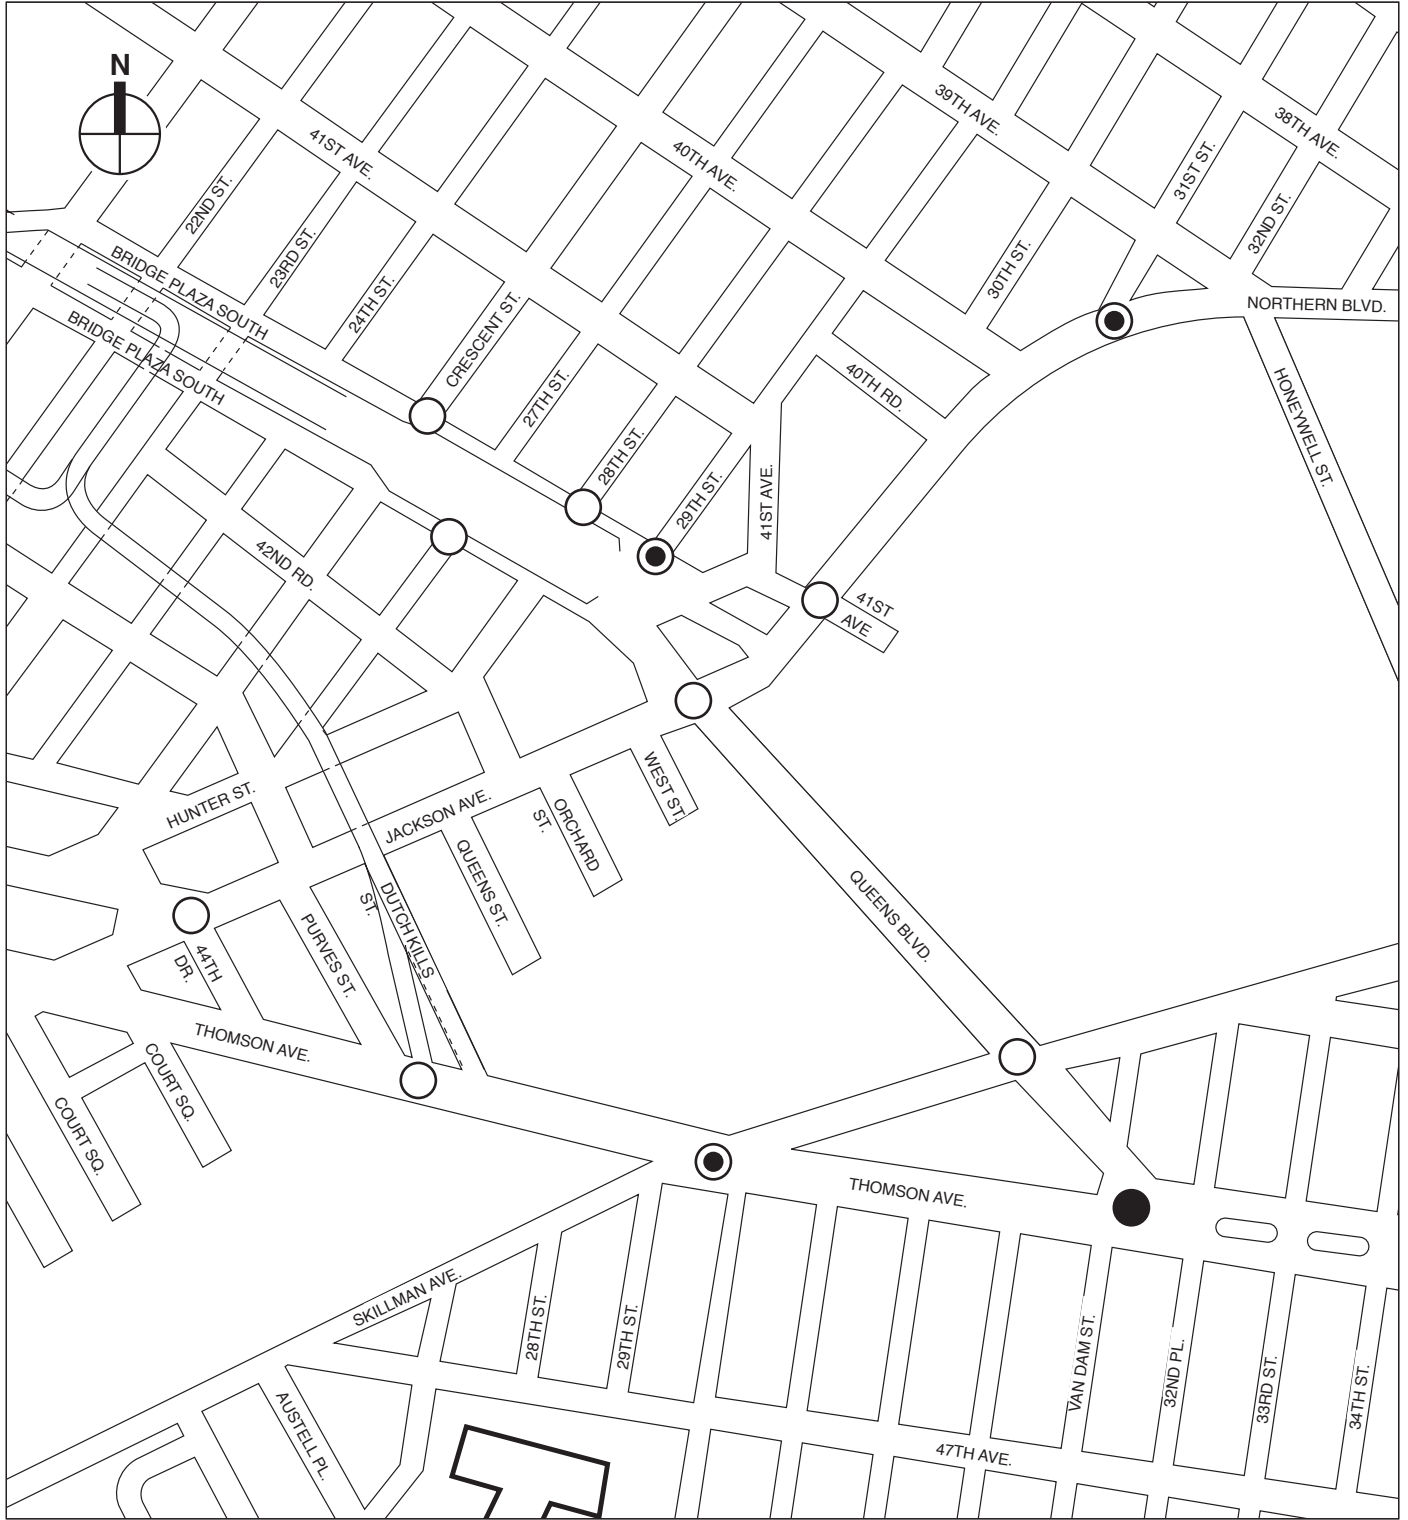 N
39TH AVE.
38TH AVE.
41ST AVE.
40TH AVE.
31ST ST.
22ND ST.
32ND ST.
23RD ST.
30TH ST.
BRIDGE PLAZA SOUTH
24TH ST.
NORTHERN BLVD.
BRIDGE PLAZA SOUTH
CRESCENT ST.
27TH ST.
40TH RD.
HONEYWELL ST.
28TH ST.
29TH ST.
41ST AVE.
42ND RD.
41ST
AVE
WEST ST.
HUNTER ST.
JACKSON AVE.
ORCHARD
ST.
QUEENS ST.
DUTCH KILLS
ST.
QUEENS BLVD.
PURVES ST.
44TH
DR.
THOMSON AVE.
COURT SQ.
COURT SQ.
THOMSON AVE.
SKILLMAN AVE.
28TH ST.
29TH ST.
VAN DAM ST.
32ND PL.
33RD ST.
34TH ST.
AUSTELL PL.
47TH AVE.